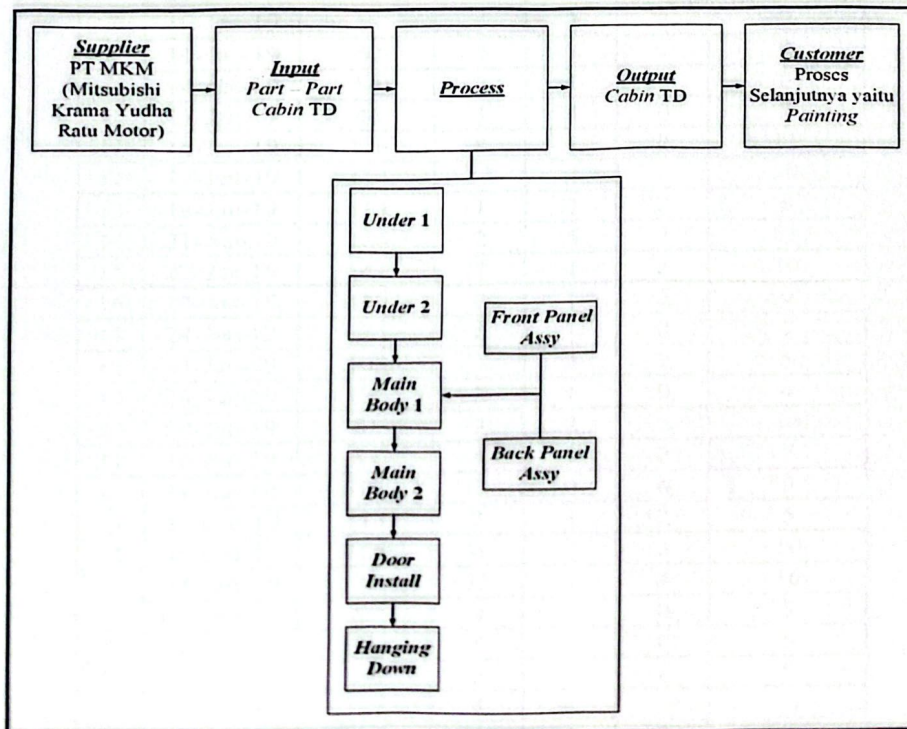 Supplier
PT MKM
(Mitsubishi
Krama Yudha
Ratu Motor)
Input
Part – Part
Cabin TD
Process
Output
Cabin TD
Customer
Proses
Selanjutnya yaitu
Painting
Under 1
Under 2
Front Panel
Assy
Main
Body 1
Back Panel
Assy
Main
Body 2
Door
Install
Hanging
Down